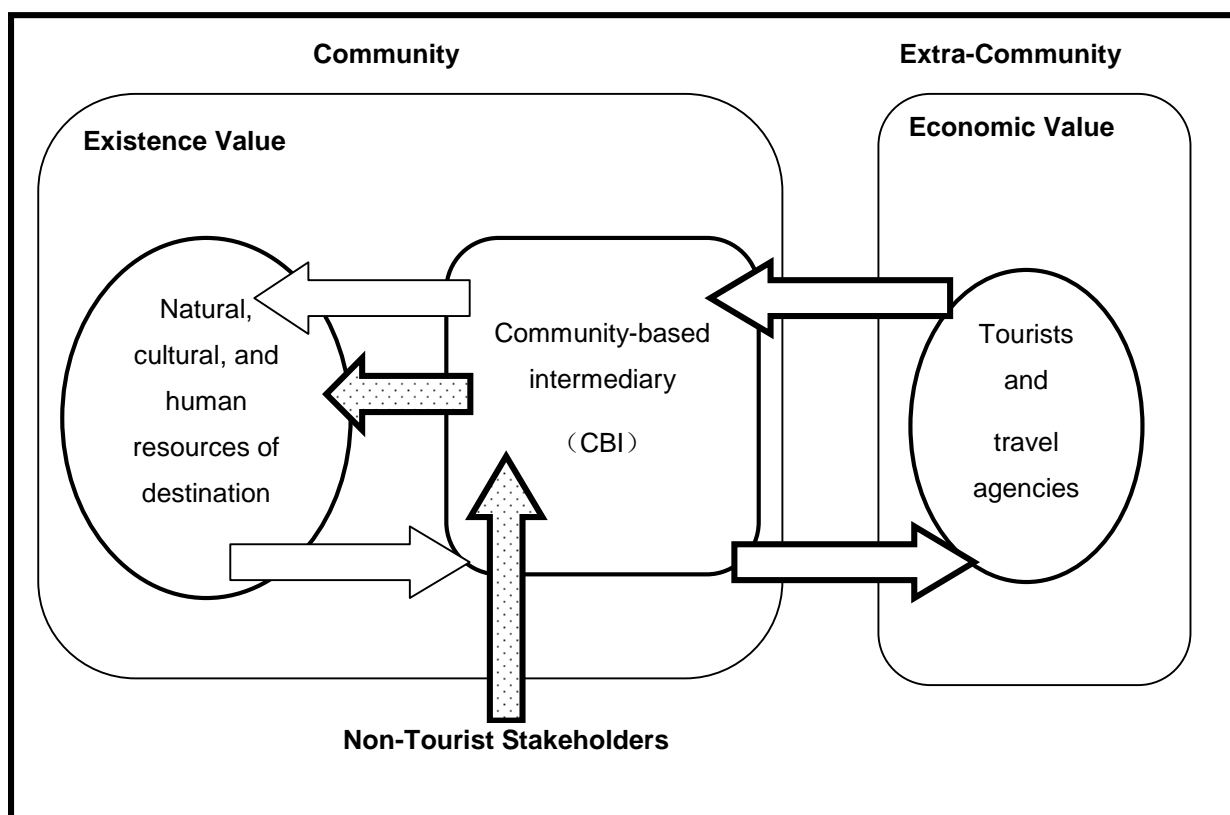 Community
Extra-Community
Existence Value
Economic Value
Natural,
cultural, and
human
resources of
destination
Community-based
intermediary
（CBI）
Tourists
and
travel
agencies
Non-Tourist Stakeholders